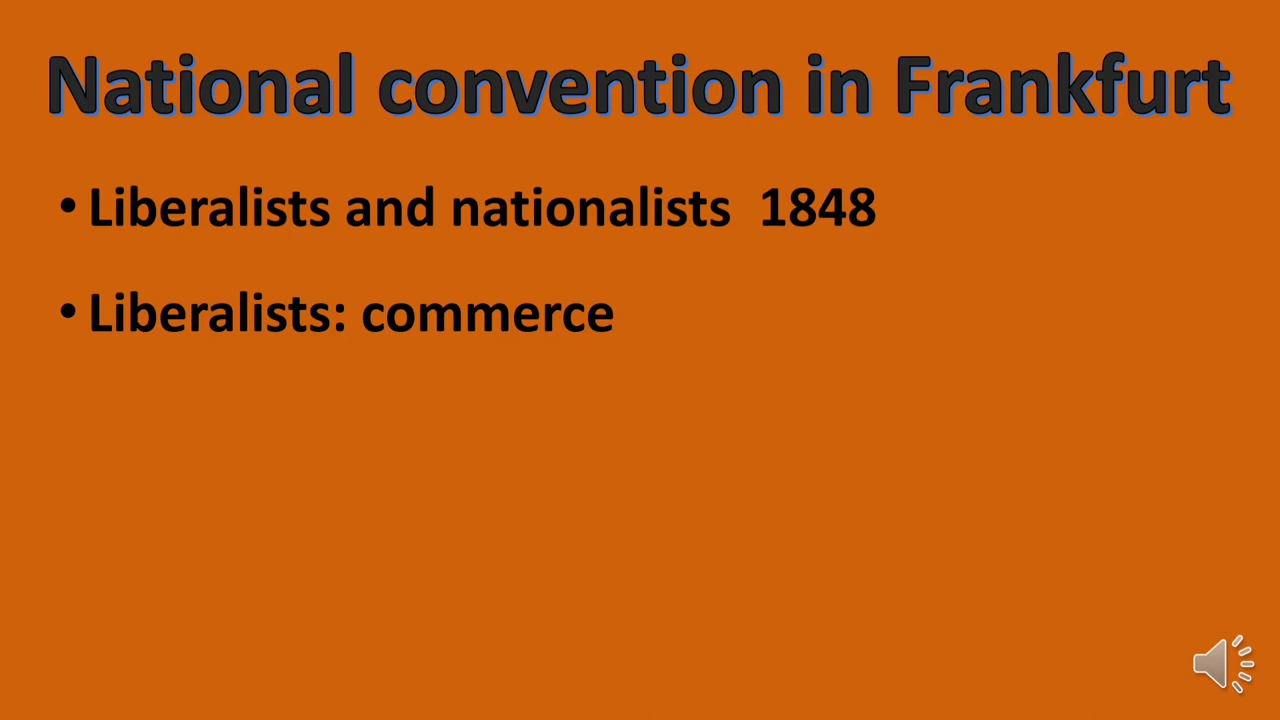 National convention in Frankfurt
• Liberalists and nationalists  1848
• Liberalists: commerce